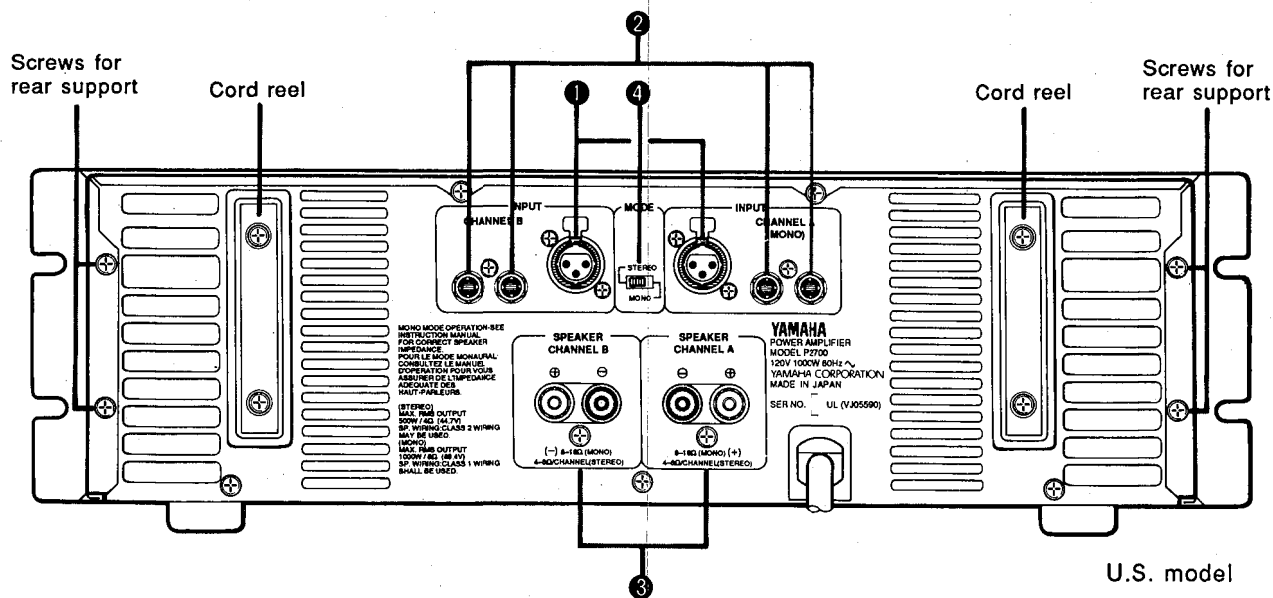 2
Screws for
rear support
Cord reel
1
4
Cord reel
Screws for
rear support
INPUT
CHANNEL B
MODE
STEREO
MONO
INPUT
CHANNEL A
(MONO)
MONO MODE OPERATION-SEE
INSTRUCTION MANUAL
FOR CORRECT SPEAKER
IMPEDANCE.
POUR LE MODE MONAURAL
CONSULTEZ LE MANUEL
D'OPERATION POUR VOUS
ASSURER DE L'IMPEDANCE
ADEQUATE DES
HAUT-PARLEURS.
(STEREO)
MAX. RMS OUTPUT
500W / 4Ω (44.7V)
SP. WIRING:CLASS 2 WIRING
MAY BE USED.
(MONO)
MAX. RMS OUTPUT
1000W / 8Ω (89.4V)
SP. WIRING:CLASS 1 WIRING
SHALL BE USED.
SPEAKER
CHANNEL B
⊕ ⊖
(−) 8–16Ω (MONO)
4–8Ω/CHANNEL(STEREO)
SPEAKER
CHANNEL A
⊖ ⊕
8–16Ω (MONO) (+)
4–8Ω/CHANNEL(STEREO)
YAMAHA
POWER AMPLIFIER
MODEL P2700
120V 1000W 60Hz
YAMAHA CORPORATION
MADE IN JAPAN
SER NO. UL (VJ05590)
3
U.S. model